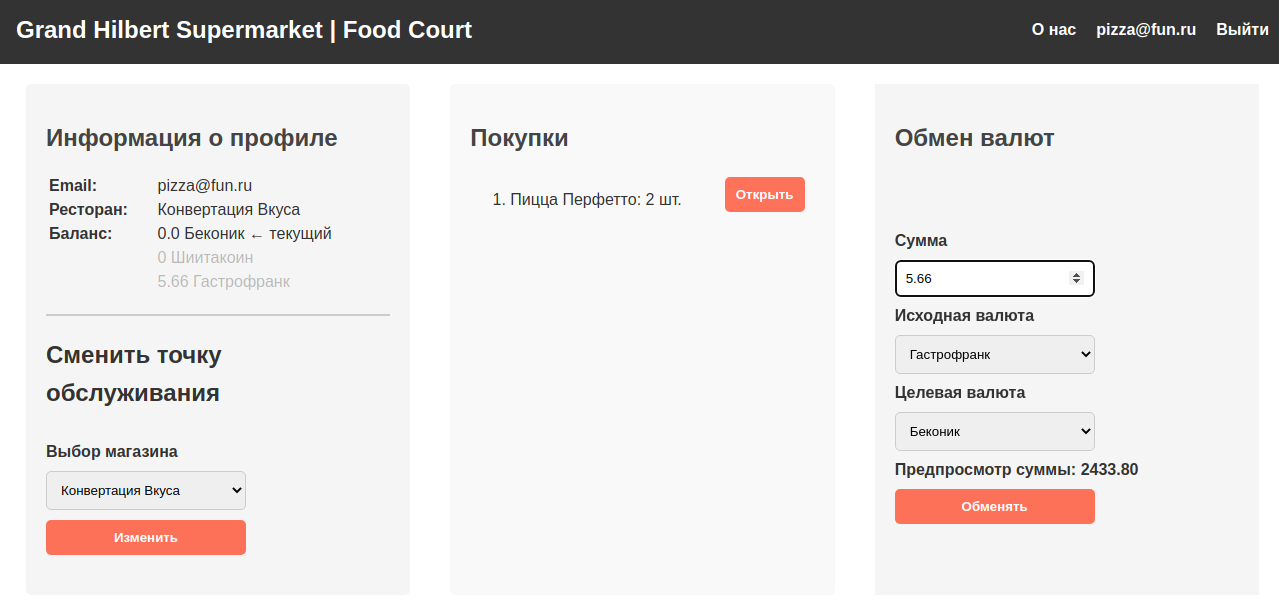 Grand Hilbert Supermarket | Food Court
О нас pizza@fun.ru Выйти
Информация о профиле
Email: pizza@fun.ru
Ресторан: Конвертация Вкуса
Баланс: 0.0 Беконик ← текущий
0 Шиитакоин
5.66 Гастрофранк
Сменить точку
обслуживания
Выбор магазина
Конвертация Вкуса
Изменить
Покупки
1. Пицца Перфетто: 2 шт.
Открыть
Обмен валют
Сумма
5.66
Исходная валюта
Гастрофранк
Целевая валюта
Беконик
Предпросмотр суммы: 2433.80
Обменять